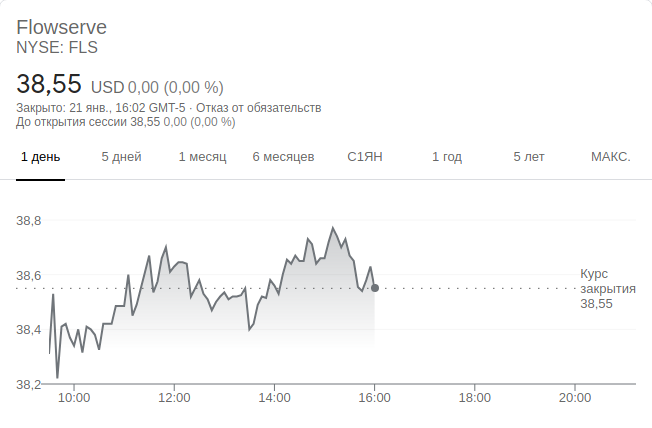 Flowserve
NYSE: FLS
38,55 USD 0,00 (0,00 %)
Закрыто: 21 янв., 16:02 GMT-5 · Отказ от обязательств
До открытия сессии 38,55 0,00 (0,00 %)
1 день 5 дней 1 месяц 6 месяцев С1ЯН 1 год 5 лет МАКС.
38,8
38,6
Курс
закрытия
38,55
38,4
38,2
10:00 12:00 14:00 16:00 18:00 20:00